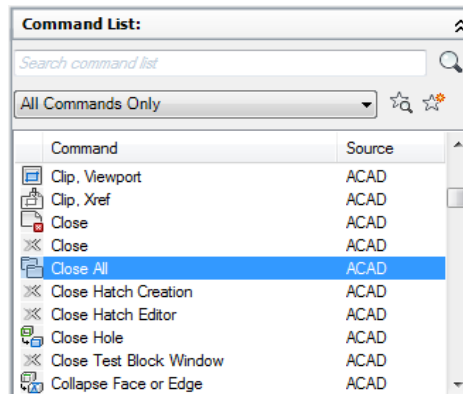 Command List:
Search command list
All Commands Only
Command Source
Clip, Viewport ACAD
Clip, Xref ACAD
Close ACAD
Close ACAD
Close All ACAD
Close Hatch Creation ACAD
Close Hatch Editor ACAD
Close Hole ACAD
Close Test Block Window ACAD
Collapse Face or Edge ACAD